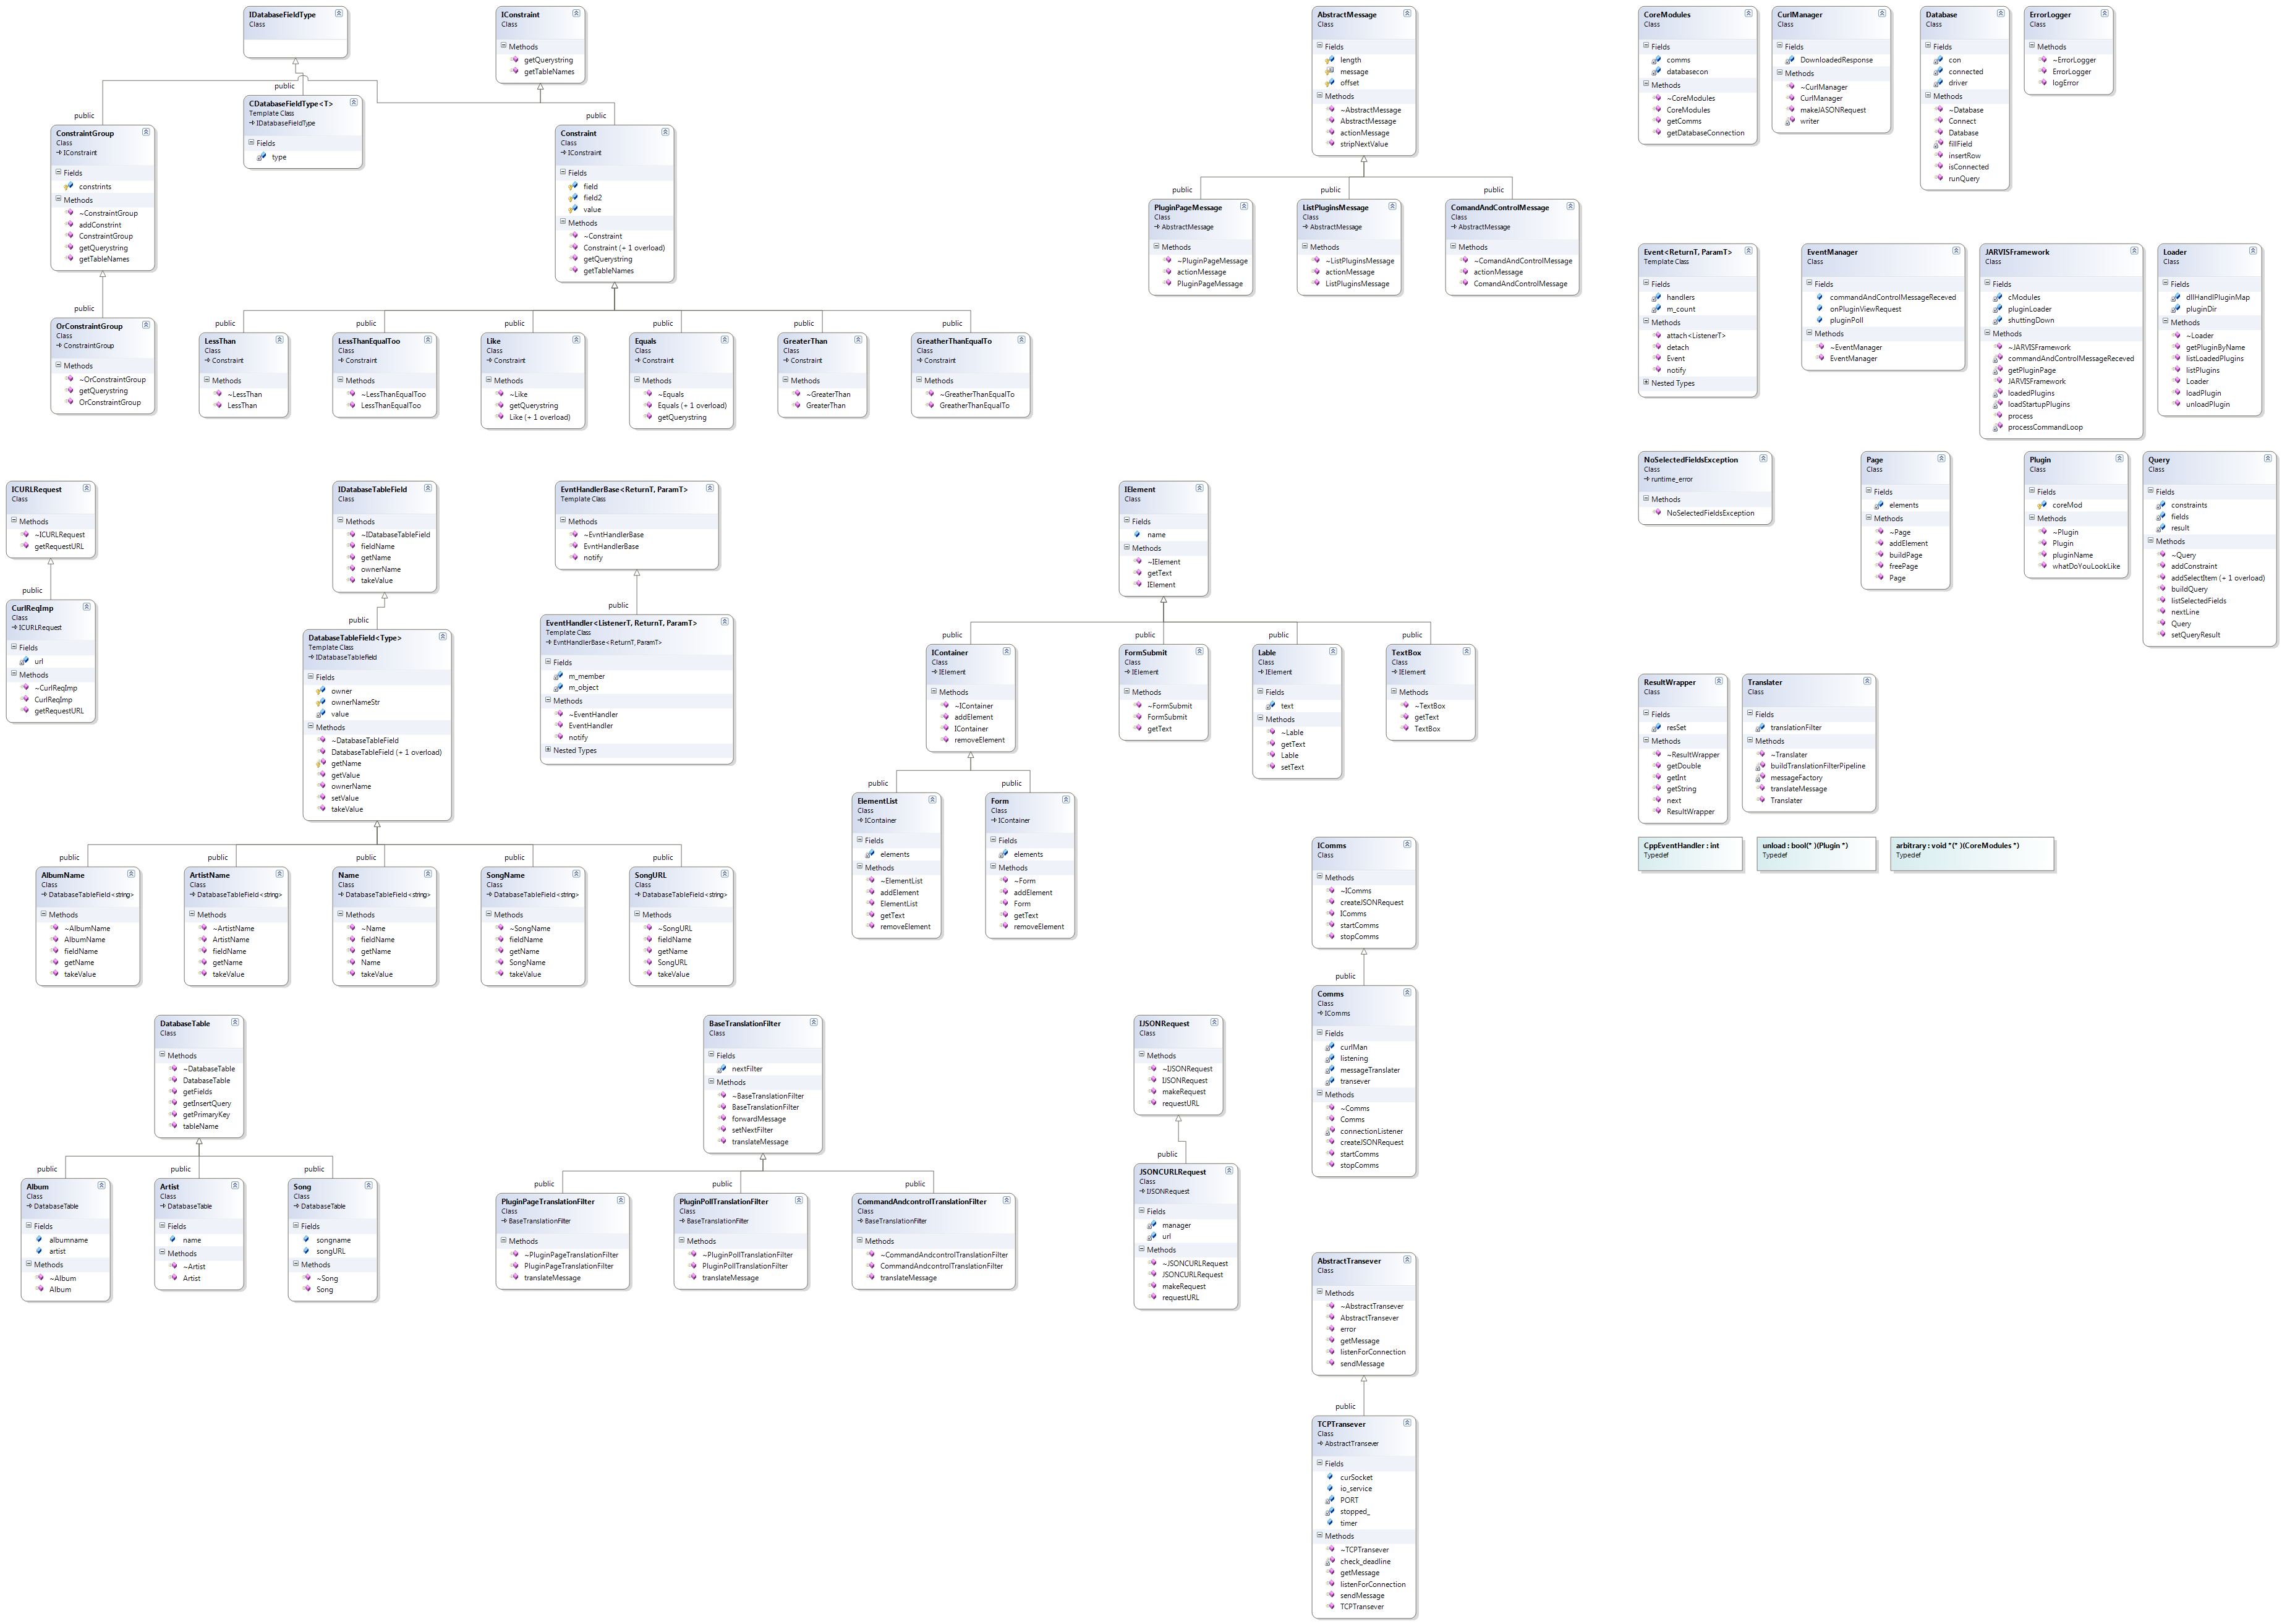 IDatabaseFieldType
Class
IConstraint
Class
Methods
getQuerystring
getTableNames
public
CDatabaseFieldType<T>
Template Class
IDatabaseFieldType
Fields
type
public
ConstraintGroup
Class
IConstraint
Fields
constrints
Methods
~ConstraintGroup
addConstrint
ConstraintGroup
getQuerystring
getTableNames
public
Constraint
Class
IConstraint
Fields
field
field2
value
Methods
~Constraint
Constraint (+ 1 overload)
getQuerystring
getTableNames
public
OrConstraintGroup
Class
ConstraintGroup
Methods
~OrConstraintGroup
getQuerystring
OrConstraintGroup
public
LessThan
Class
Constraint
Methods
~LessThan
LessThan
public
LessThanEqualToo
Class
Constraint
Methods
~LessThanEqualToo
LessThanEqualToo
public
Like
Class
Constraint
Methods
~Like
getQuerystring
Like (+ 1 overload)
public
Equals
Class
Constraint
Methods
~Equals
Equals (+ 1 overload)
getQuerystring
public
GreaterThan
Class
Constraint
Methods
~GreaterThan
GreaterThan
public
GreatherThanEqualTo
Class
Constraint
Methods
~GreatherThanEqualTo
GreatherThanEqualTo
AbstractMessage
Class
Fields
length
message
offset
Methods
~AbstractMessage
AbstractMessage
actionMessage
stripNextValue
public
PluginPageMessage
Class
AbstractMessage
Methods
~PluginPageMessage
actionMessage
PluginPageMessage
public
ListPluginsMessage
Class
AbstractMessage
Methods
~ListPluginsMessage
actionMessage
ListPluginsMessage
public
ComandAndControlMessage
Class
AbstractMessage
Methods
~ComandAndControlMessage
actionMessage
ComandAndControlMessage
CoreModules
Class
Fields
comms
databasecon
Methods
~CoreModules
CoreModules
getComms
getDatabaseConnection
CurlManager
Class
Fields
DownloadedResponse
Methods
~CurlManager
CurlManager
makeJASONRequest
writer
Database
Class
Fields
con
connected
driver
Methods
~Database
Connect
Database
fillField
insertRow
isConnected
runQuery
ErrorLogger
Class
Methods
~ErrorLogger
ErrorLogger
logError
Event<ReturnT, ParamT>
Template Class
Fields
handlers
m_count
Methods
attach<ListenerT>
detach
Event
notify
Nested Types
EventManager
Class
Fields
commandAndControlMessageReceved
onPluginViewRequest
pluginPoll
Methods
~EventManager
EventManager
JARVISFramework
Class
Fields
cModules
pluginLoader
shuttingDown
Methods
~JARVISFramework
commandAndControlMessageReceved
getPluginPage
JARVISFramework
loadedPlugins
loadStartupPlugins
process
processCommandLoop
Loader
Class
Fields
dllHandlPluginMap
pluginDir
Methods
~Loader
getPluginByName
listLoadedPlugins
listPlugins
Loader
loadPlugin
unloadPlugin
NoSelectedFieldsException
Class
runtime_error
Methods
NoSelectedFieldsException
Page
Class
Fields
elements
Methods
~Page
addElement
buildPage
freePage
Page
Plugin
Class
Fields
coreMod
Methods
~Plugin
Plugin
pluginName
whatDoYouLookLike
Query
Class
Fields
constraints
fields
result
Methods
~Query
addConstraint
addSelectItem (+ 1 overload)
buildQuery
listSelectedFields
nextLine
Query
setQueryResult
ResultWrapper
Class
Fields
resSet
Methods
~ResultWrapper
getDouble
getInt
getString
next
ResultWrapper
Translater
Class
Fields
translationFilter
Methods
~Translater
buildTranslationFilterPipeline
messageFactory
translateMessage
Translater
CppEventHandler : int
Typedef
unload : bool(* )(Plugin *)
Typedef
arbitrary : void *(* )(CoreModules *)
Typedef
ICURLRequest
Class
Methods
~ICURLRequest
getRequestURL
public
CurlReqImp
Class
ICURLRequest
Fields
url
Methods
~CurlReqImp
CurlReqImp
getRequestURL
IDatabaseTableField
Class
Methods
~IDatabaseTableField
fieldName
getName
ownerName
takeValue
public
DatabaseTableField<Type>
Template Class
IDatabaseTableField
Fields
owner
ownerNameStr
value
Methods
~DatabaseTableField
DatabaseTableField (+ 1 overload)
getName
getValue
ownerName
setValue
takeValue
EvntHandlerBase<ReturnT, ParamT>
Template Class
Methods
~EvntHandlerBase
EvntHandlerBase
notify
public
EventHandler<ListenerT, ReturnT, ParamT>
Template Class
EvntHandlerBase<ReturnT, ParamT>
Fields
m_member
m_object
Methods
~EventHandler
EventHandler
notify
Nested Types
IElement
Class
Fields
name
Methods
~IElement
getText
IElement
public
IContainer
Class
IElement
Methods
~IContainer
addElement
IContainer
removeElement
public
FormSubmit
Class
IElement
Methods
~FormSubmit
FormSubmit
getText
public
Lable
Class
IElement
Fields
text
Methods
~Lable
getText
Lable
setText
public
TextBox
Class
IElement
Methods
~TextBox
getText
TextBox
public
ElementList
Class
IContainer
Fields
elements
Methods
~ElementList
addElement
ElementList
getText
removeElement
public
Form
Class
IContainer
Fields
elements
Methods
~Form
addElement
Form
getText
removeElement
public
AlbumName
Class
DatabaseTableField<string>
Methods
~AlbumName
AlbumName
fieldName
getName
takeValue
public
ArtistName
Class
DatabaseTableField<string>
Methods
~ArtistName
ArtistName
fieldName
getName
takeValue
public
Name
Class
DatabaseTableField<string>
Methods
~Name
fieldName
getName
Name
takeValue
public
SongName
Class
DatabaseTableField<string>
Methods
~SongName
fieldName
getName
SongName
takeValue
public
SongURL
Class
DatabaseTableField<string>
Methods
~SongURL
fieldName
getName
SongURL
takeValue
IComms
Class
Methods
~IComms
createJSONRequest
IComms
startComms
stopComms
public
Comms
Class
IComms
Fields
curlMan
listening
messageTranslater
transever
Methods
~Comms
Comms
connectionListener
createJSONRequest
startComms
stopComms
DatabaseTable
Class
Methods
~DatabaseTable
DatabaseTable
getFields
getInsertQuery
getPrimaryKey
tableName
public
Album
Class
DatabaseTable
Fields
albumname
artist
Methods
~Album
Album
public
Artist
Class
DatabaseTable
Fields
name
Methods
~Artist
Artist
public
Song
Class
DatabaseTable
Fields
songname
songURL
Methods
~Song
Song
BaseTranslationFilter
Class
Fields
nextFilter
Methods
~BaseTranslationFilter
BaseTranslationFilter
forwardMessage
setNextFilter
translateMessage
public
PluginPageTranslationFilter
Class
BaseTranslationFilter
Methods
~PluginPageTranslationFilter
PluginPageTranslationFilter
translateMessage
public
PluginPollTranslationFilter
Class
BaseTranslationFilter
Methods
~PluginPollTranslationFilter
PluginPollTranslationFilter
translateMessage
public
CommandAndcontrolTranslationFilter
Class
BaseTranslationFilter
Methods
~CommandAndcontrolTranslationFilter
CommandAndcontrolTranslationFilter
translateMessage
IJSONRequest
Class
Methods
~IJSONRequest
IJSONRequest
makeRequest
requestURL
public
JSONCURLRequest
Class
IJSONRequest
Fields
manager
url
Methods
~JSONCURLRequest
JSONCURLRequest
makeRequest
requestURL
AbstractTransever
Class
Methods
~AbstractTransever
AbstractTransever
error
getMessage
listenForConnection
sendMessage
public
TCPTransever
Class
AbstractTransever
Fields
curSocket
io_service
PORT
stopped_
timer
Methods
~TCPTransever
check_deadline
getMessage
listenForConnection
sendMessage
TCPTransever